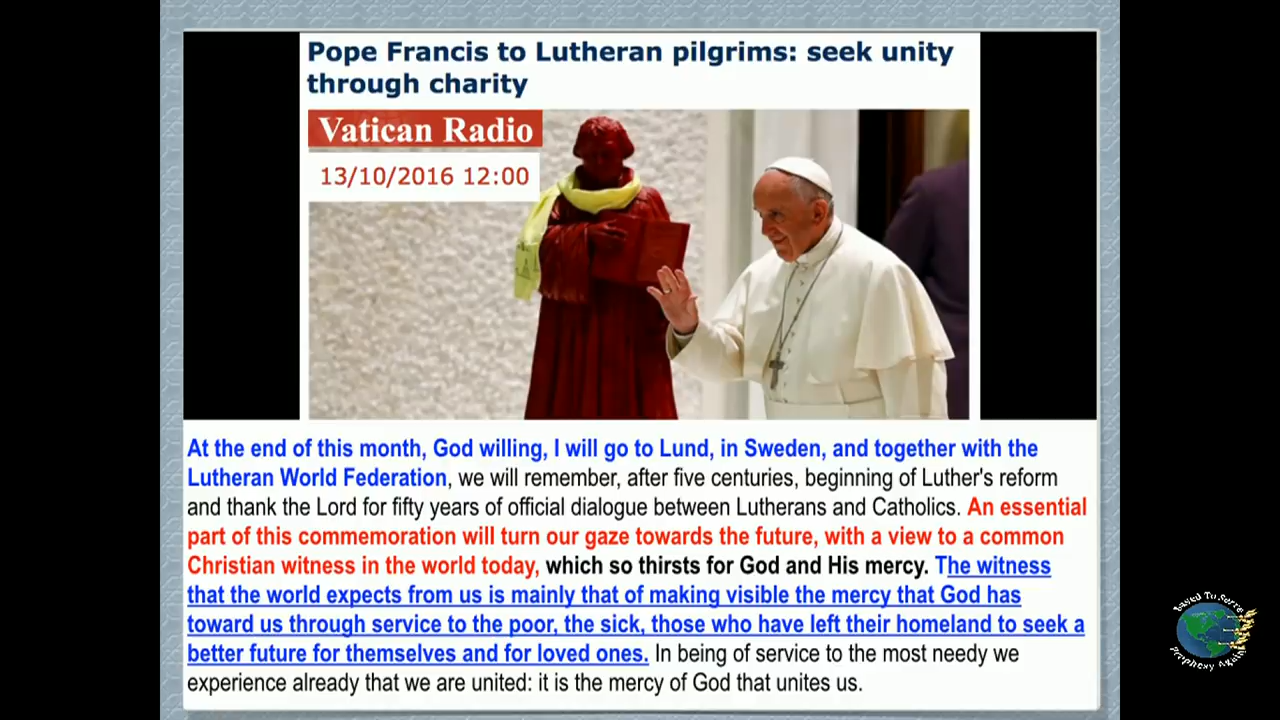 Pope Francis to Lutheran pilgrims: seek unity
through charity
Vatican Radio
13/10/2016 12:00
At the end of this month, God willing, I will go to Lund, in Sweden, and together with the
Lutheran World Federation, we will remember, after five centuries, beginning of Luther's reform
and thank the Lord for fifty years of official dialogue between Lutherans and Catholics. An essential
part of this commemoration will turn our gaze towards the future, with a view to a common
Christian witness in the world today, which so thirsts for God and His mercy. The witness
that the world expects from us is mainly that of making visible the mercy that God has
toward us through service to the poor, the sick, those who have left their homeland to seek a
better future for themselves and for loved ones. In being of service to the most needy we
experience already that we are united: it is the mercy of God that unites us.
Prophesy Again